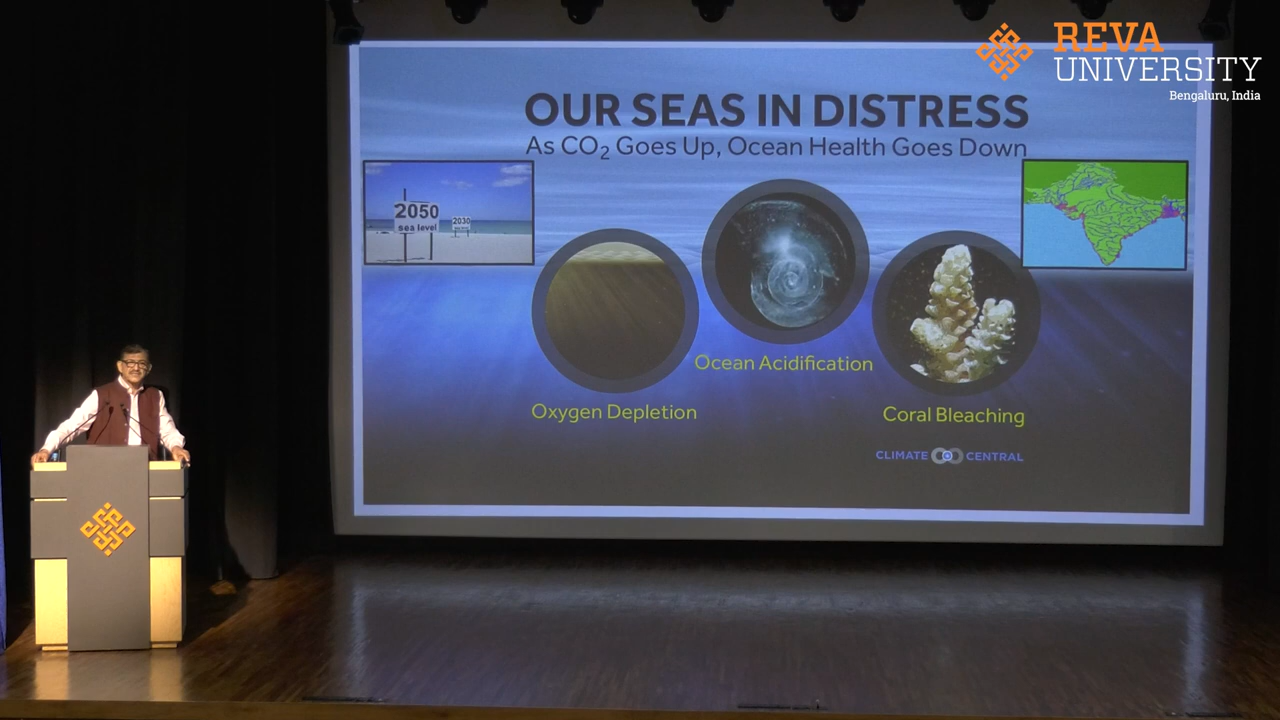 REVA
UNIVERSITY
Bengaluru, India
OUR SEAS IN DISTRESS
As CO₂ Goes Up, Ocean Health Goes Down
2050
sea level
2030
Ocean Acidification
Oxygen Depletion
Coral Bleaching
CLIMATE CENTRAL